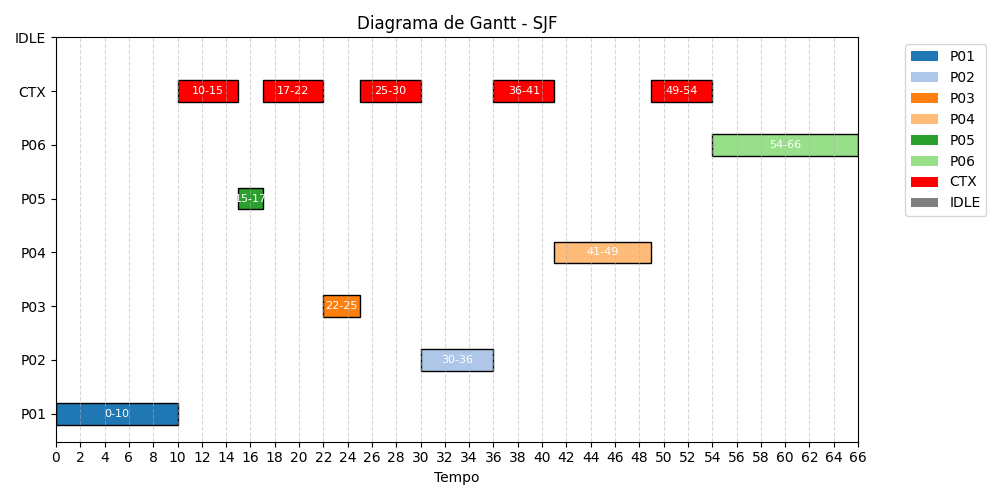 Diagrama de Gantt - SJF
IDLE
CTX
P06
P05
P04
P03
P02
P01
10-15
17-22
25-30
36-41
49-54
54-66
15-17
41-49
22-25
30-36
0-10
0 2 4 6 8 10 12 14 16 18 20 22 24 26 28 30 32 34 36 38 40 42 44 46 48 50 52 54 56 58 60 62 64 66
Tempo
P01
P02
P03
P04
P05
P06
CTX
IDLE